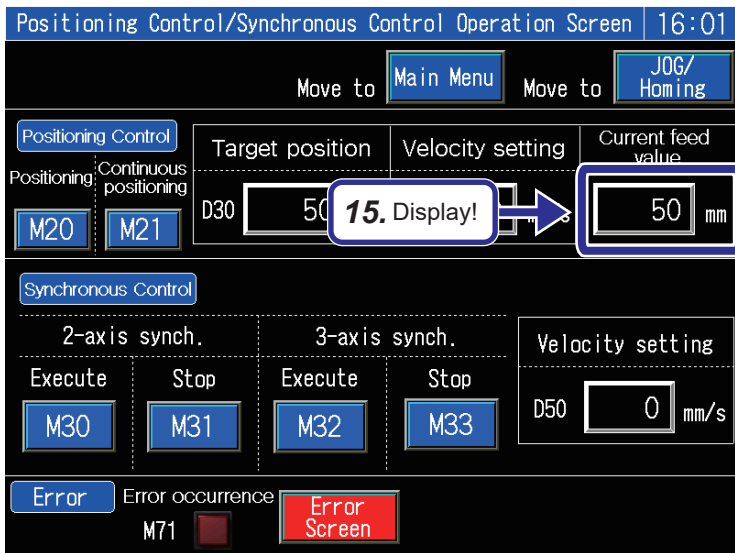 Positioning Control/Synchronous Control Operation Screen 16:01
Move to Main Menu Move to JOG/
Homing
Positioning Control
Target position Velocity setting Current feed
value
Positioning Continuous
positioning
M20 M21 D30 50 15. Display! s 50 mm
Synchronous Control
2-axis synch. 3-axis synch. Velocity setting
Execute Stop Execute Stop
M30 M31 M32 M33 D50 0 mm/s
Error Error occurrence
M71 Error
Screen